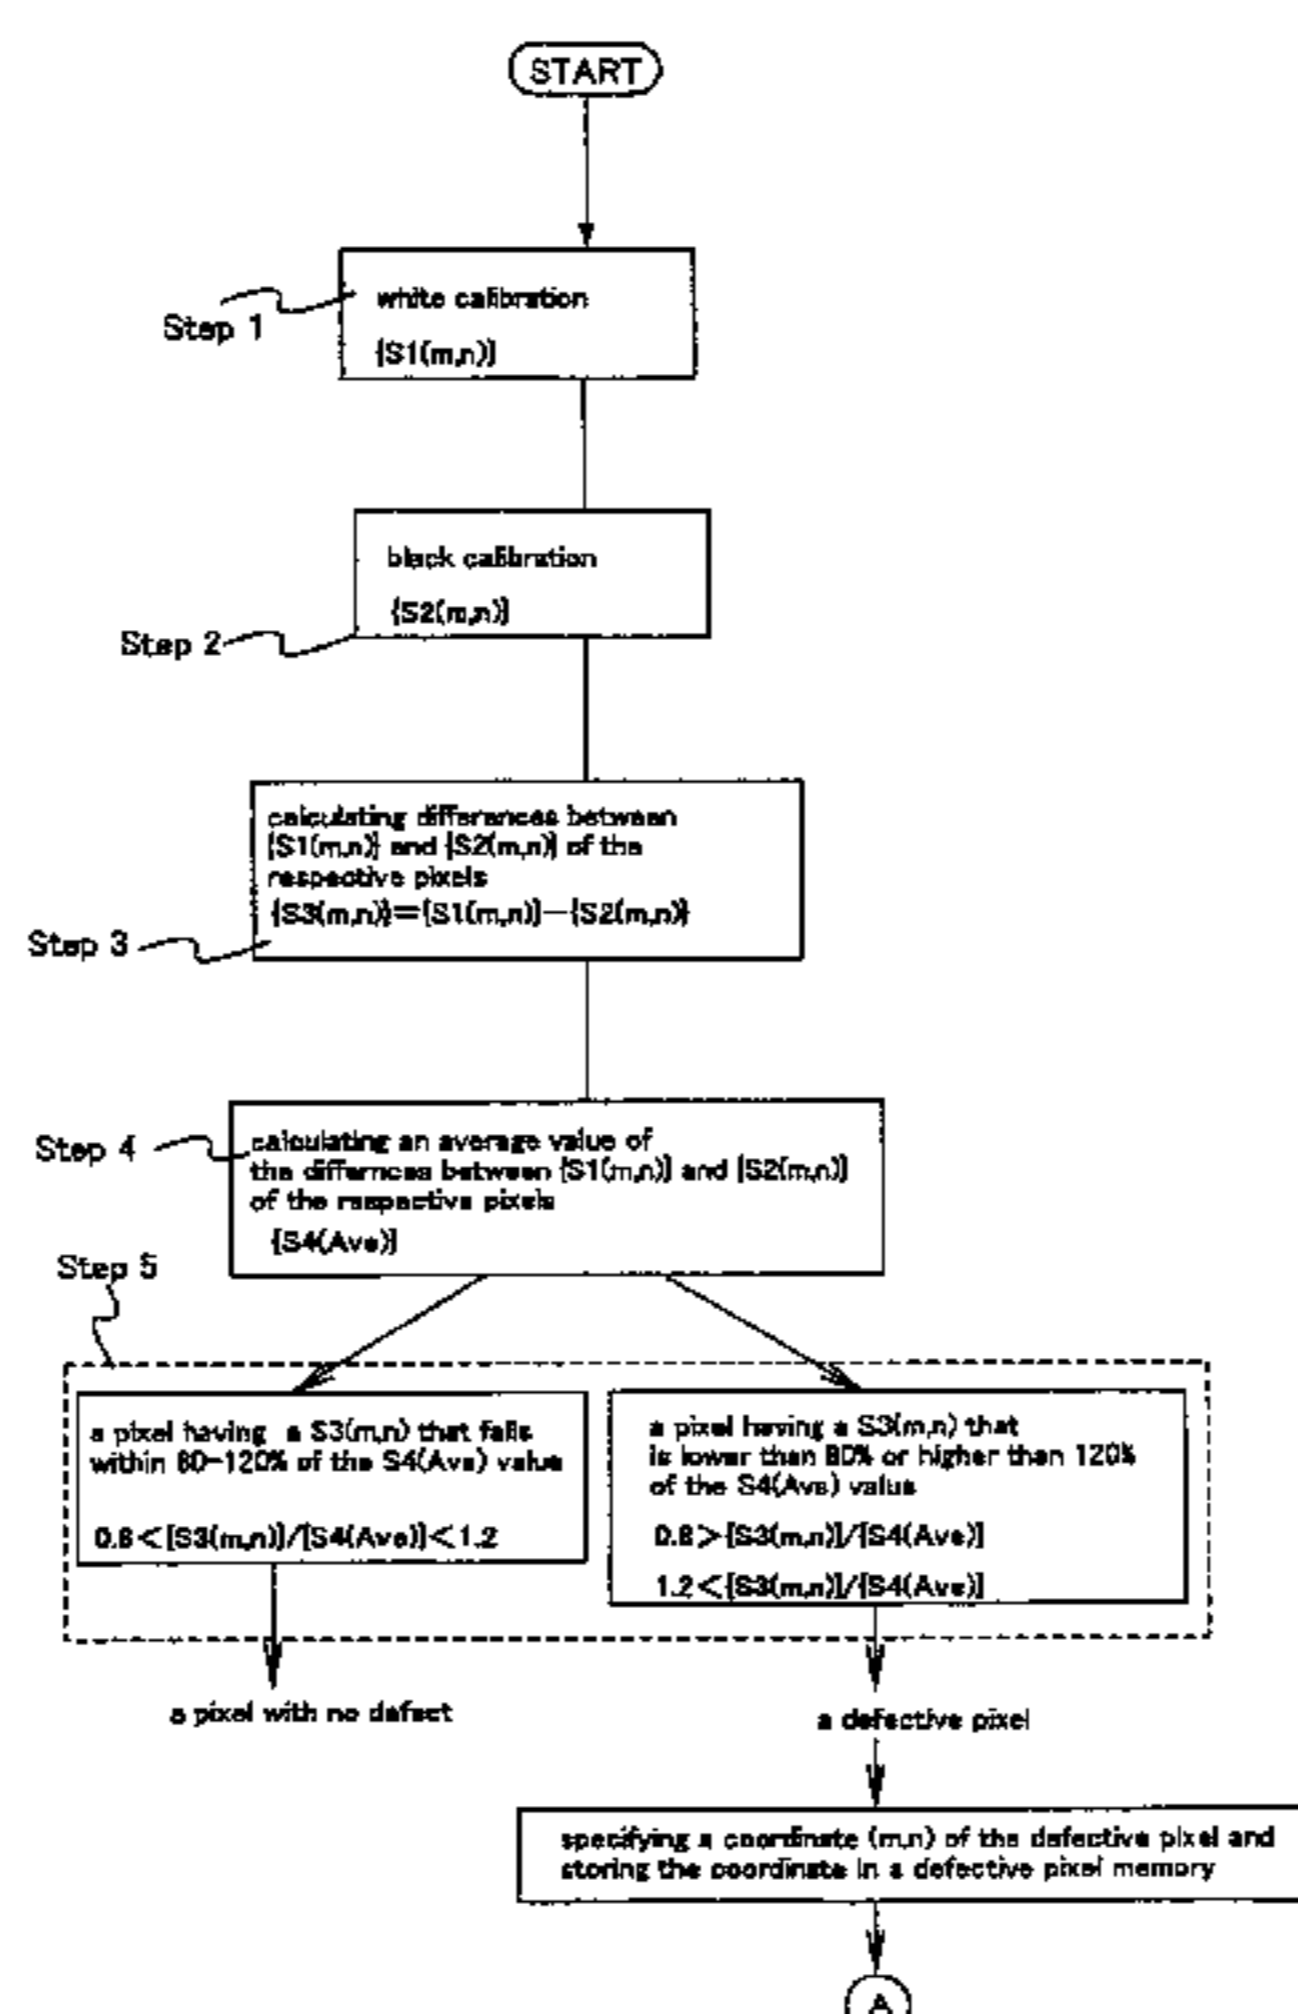 START
Step 1
white calibration
{S1(m,n)}
black calibration
{S2(m,n)}
Step 2
calculating differences between
{S1(m,n)} and {S2(m,n)} of the
respective pixels
{S3(m,n)}={S1(m,n)}-{S2(m,n)}
Step 3
Step 4
calculating an average value of
the differnces between {S1(m,n)} and {S2(m,n)}
of the respective pixels
{S4(Ave)}
Step 5
a pixel having a S3(m,n) that falls
within 80-120% of the S4(Ave) value
0.8<[S3(m,n)]/[S4(Ave)]<1.2
a pixel having a S3(m,n) that
is lower than 80% or higher than 120%
of the S4(Ave) value
0.8>[S3(m,n)]/[S4(Ave)]
1.2<[S3(m,n)]/[S4(Ave)]
a pixel with no defect
a defective pixel
specifying a coordinate (m,n) of the defective pixel and
storing the coordinate in a defective pixel memory
A